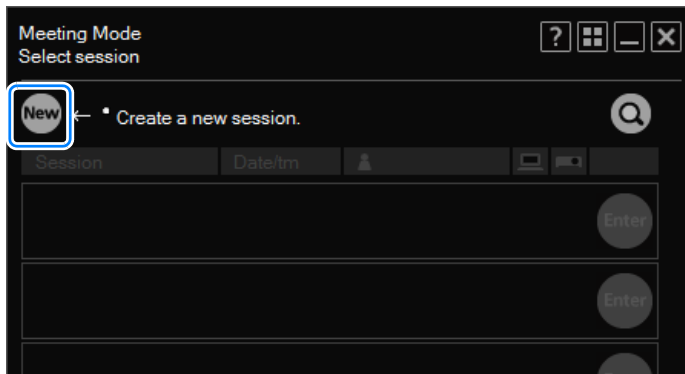 Meeting Mode
Select session
?
New ← • Create a new session.
Session Date/tm
Enter
Enter